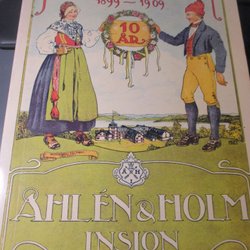 1899 — 1909
10
ÅR
Å H
ÅHLÉN & HOLM
INSJÖN